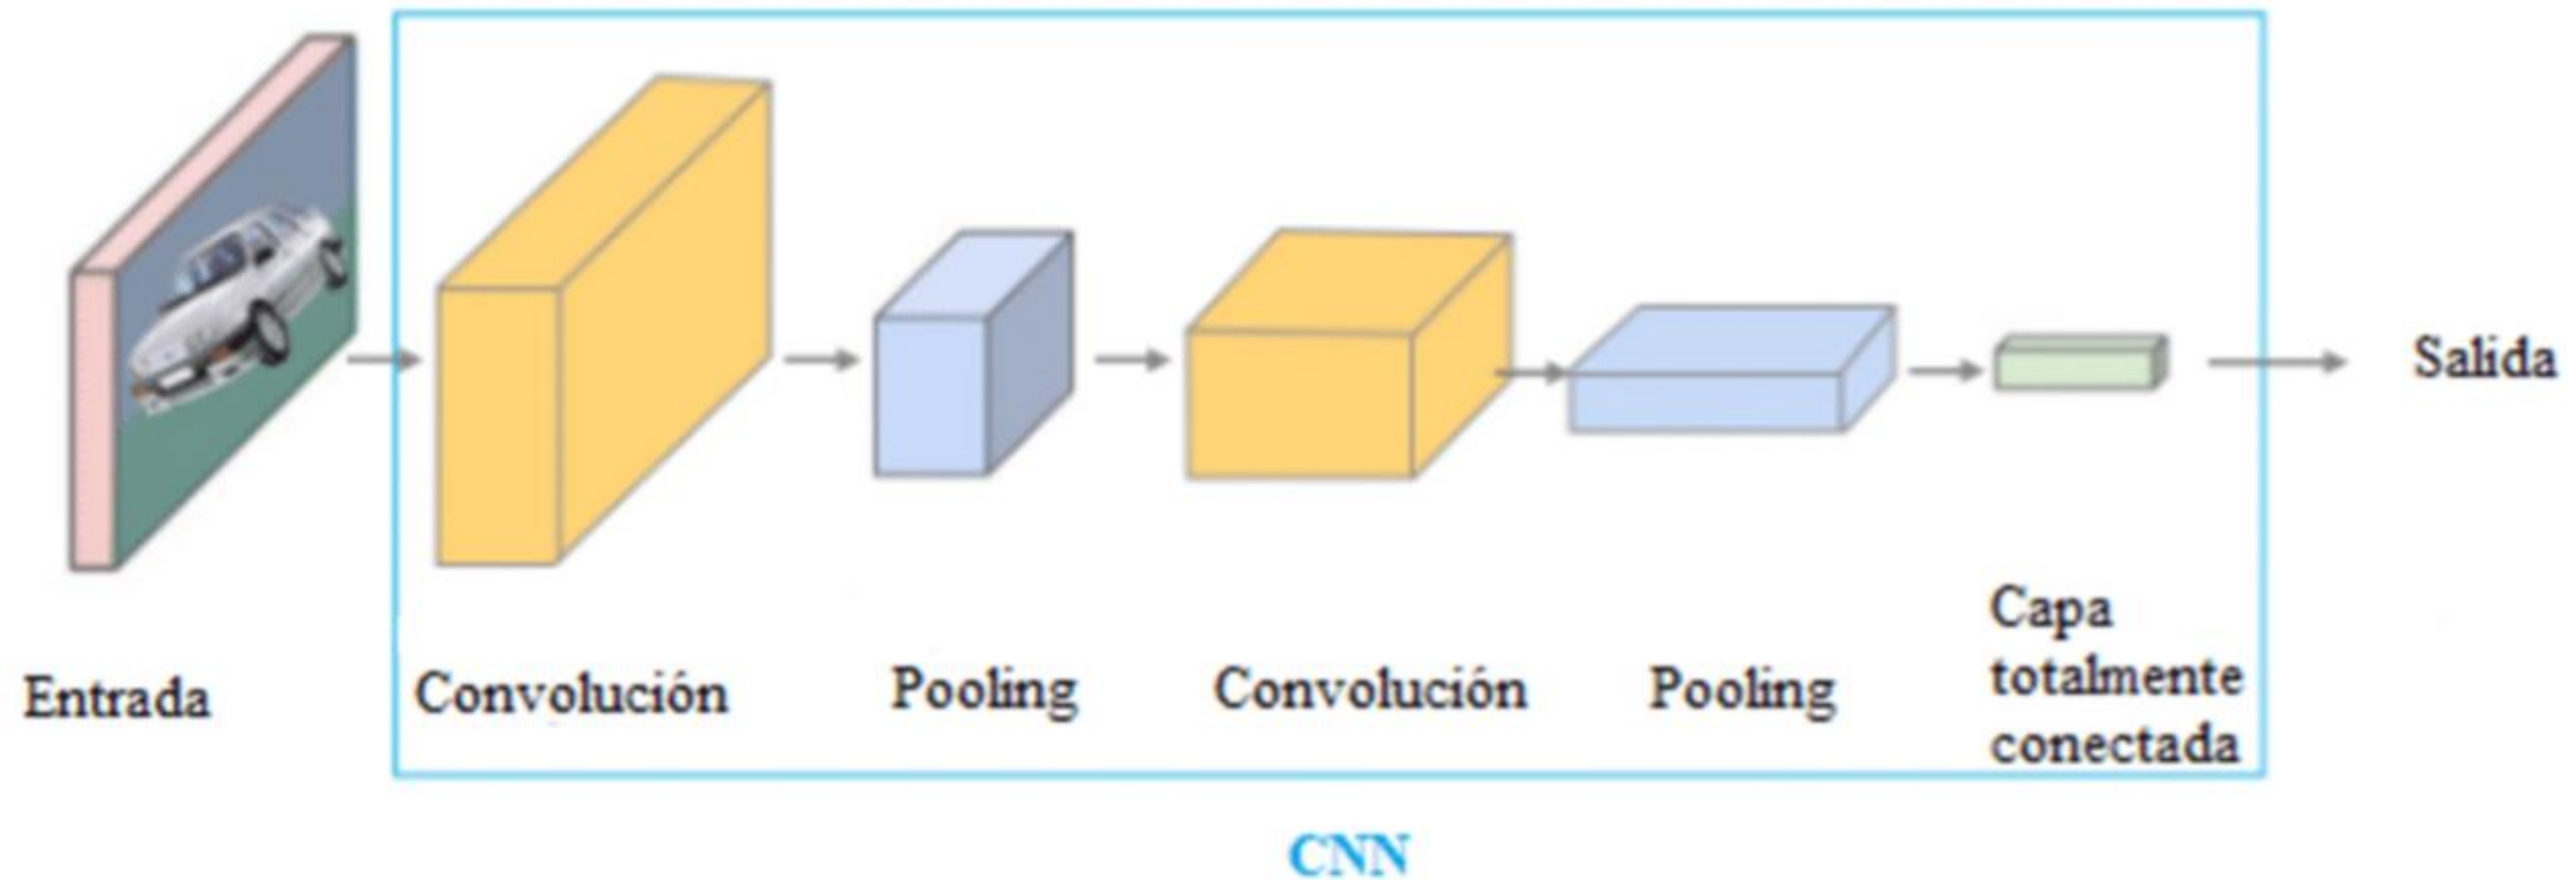 Entrada
Convolución
Pooling
Convolución
Pooling
Capa
totalmente
conectada
Salida
CNN